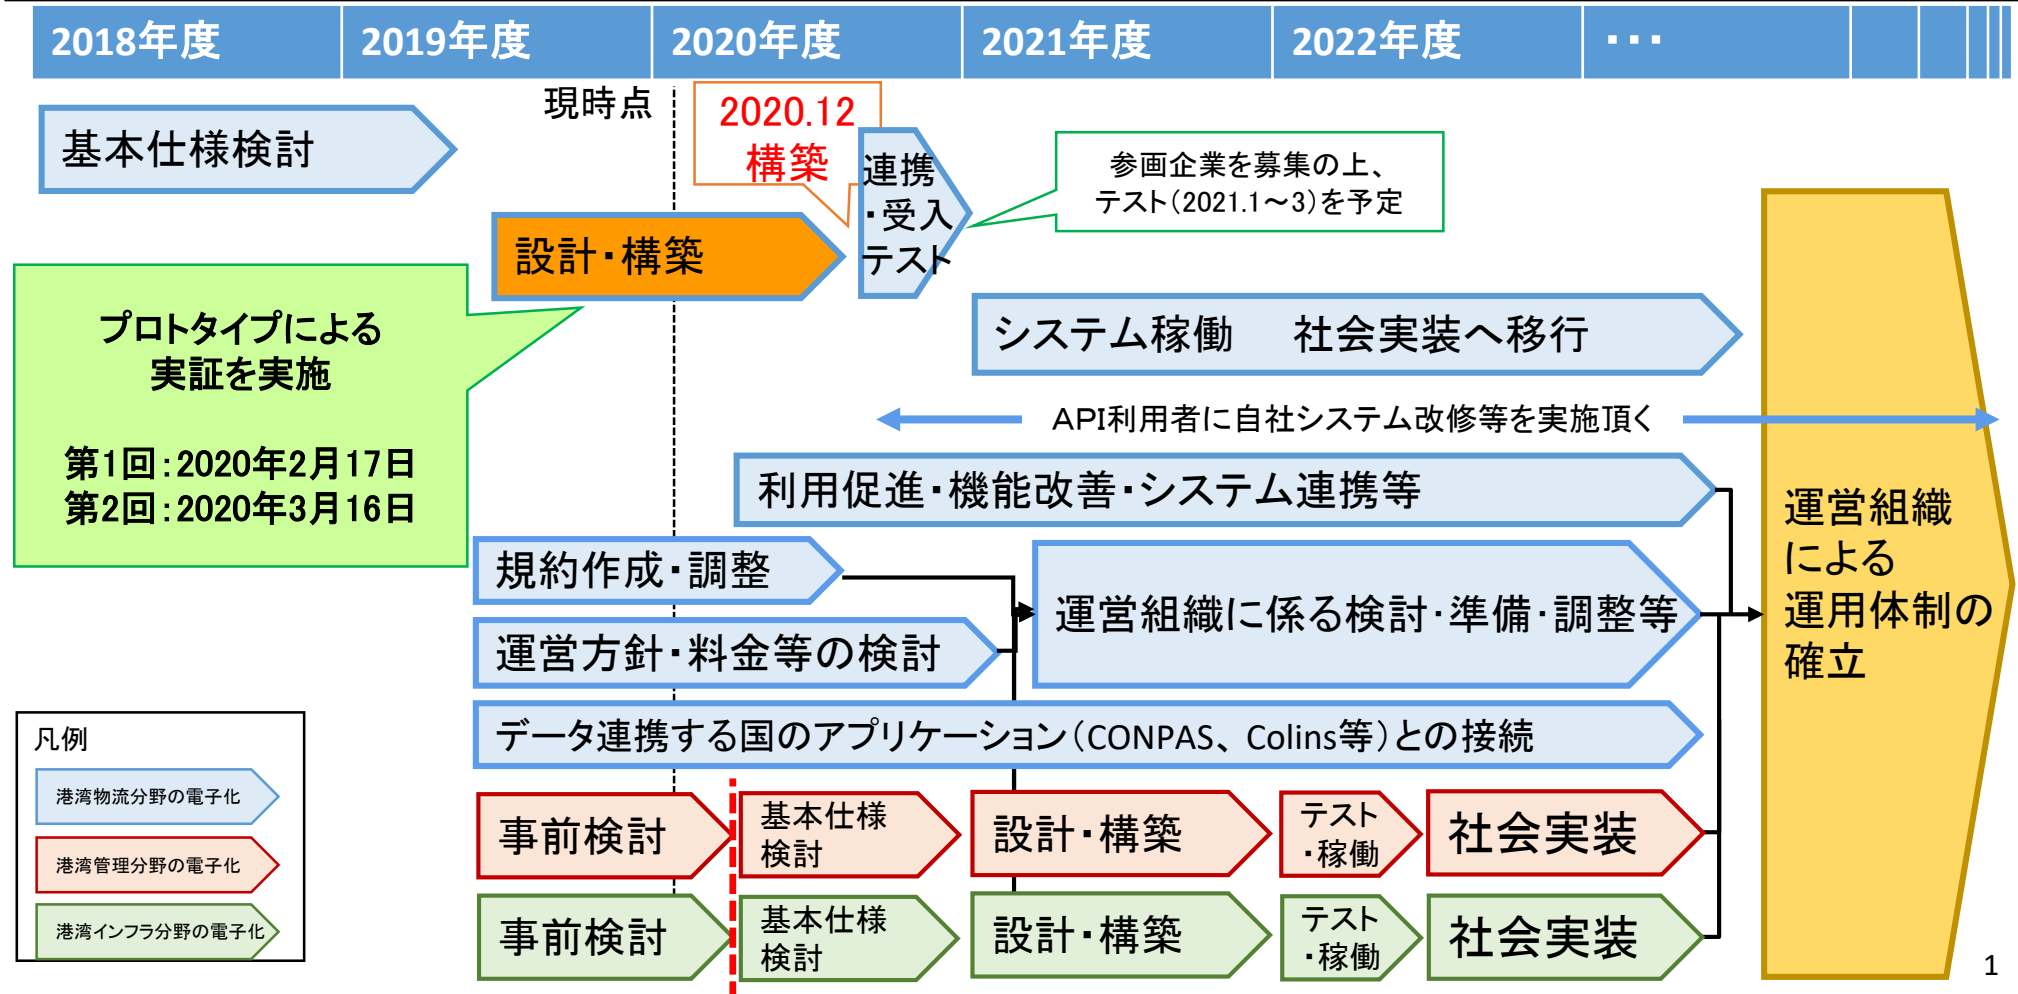 2018年度
2019年度
2020年度
2021年度
2022年度
・・・
現時点
基本仕様検討
2020.12
構築
連携
・受入
テスト
参画企業を募集の上、
テスト（2021.1～3）を予定
設計・構築
プロトタイプによる
実証を実施
第1回：2020年2月17日
第2回：2020年3月16日
システム稼働　社会実装へ移行
API利用者に自社システム改修等を実施頂く
利用促進・機能改善・システム連携等
規約作成・調整
運営方針・料金等の検討
運営組織に係る検討・準備・調整等
データ連携する国のアプリケーション（CONPAS、Colins等）との接続
運営組織
による
運用体制の
確立
事前検討
基本仕様
検討
設計・構築
テスト
・稼働
社会実装
事前検討
基本仕様
検討
設計・構築
テスト
・稼働
社会実装
凡例
港湾物流分野の電子化
港湾管理分野の電子化
港湾インフラ分野の電子化
1